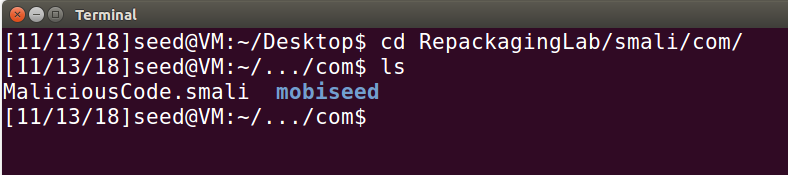 Terminal
[11/13/18]seed@VM:~/Desktop$ cd RepackagingLab/smali/com/
[11/13/18]seed@VM:~/.../com$ ls
MaliciousCode.smali  mobiseed
[11/13/18]seed@VM:~/.../com$